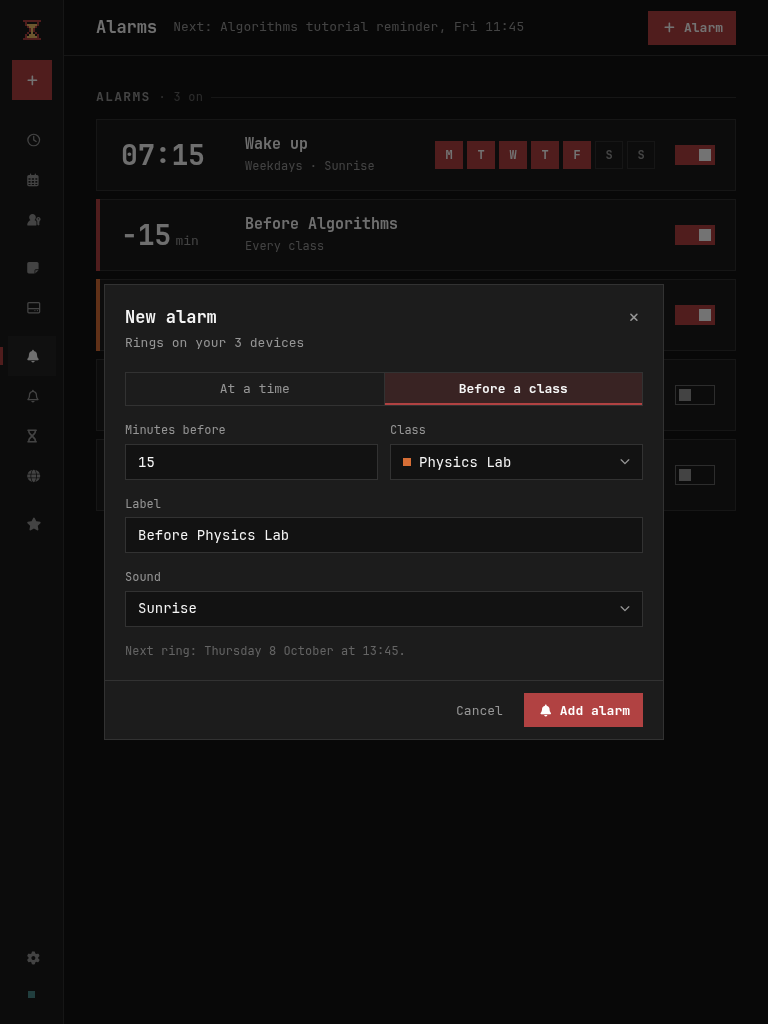 Alarms Next: Algorithms tutorial reminder, Fri 11:45 + Alarm
+
ALARMS · 3 on
07:15 Wake up M T W T F S S
Weekdays · Sunrise
-15 min Before Algorithms
Every class
New alarm ×
Rings on your 3 devices
At a time Before a class
Minutes before Class
15 Physics Lab
Label
Before Physics Lab
Sound
Sunrise
Next ring: Thursday 8 October at 13:45.
Cancel Add alarm